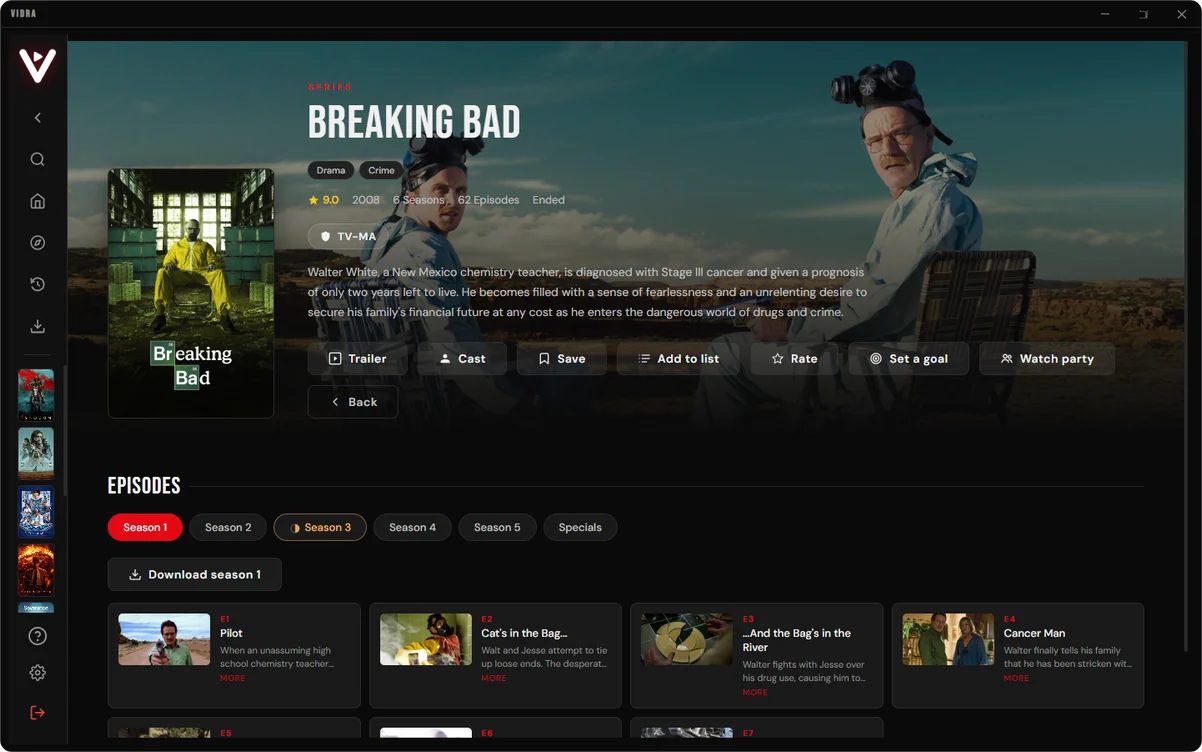 VIDRA
SERIES
BREAKING BAD
Drama
Crime
9.0
2008
6 Seasons
62 Episodes
Ended
TV-MA
Walter White, a New Mexico chemistry teacher, is diagnosed with Stage III cancer and given a prognosis
of only two years left to live. He becomes filled with a sense of fearlessness and an unrelenting desire to
secure his family's financial future at any cost as he enters the dangerous world of drugs and crime.
Breaking
Bad
Trailer
Cast
Save
Add to list
Rate
Set a goal
Watch party
Back
EPISODES
Season 1
Season 2
Season 3
Season 4
Season 5
Specials
Download season 1
E1
Pilot
When an unassuming high
school chemistry teacher...
MORE
E2
Cat's in the Bag...
Walt and Jesse attempt to tie
up loose ends. The desperat...
MORE
E3
...And the Bag's in the
River
Walter fights with Jesse over
his drug use, causing him to...
MORE
E4
Cancer Man
Walter finally tells his family
that he has been stricken wit...
MORE
E5
E6
E7